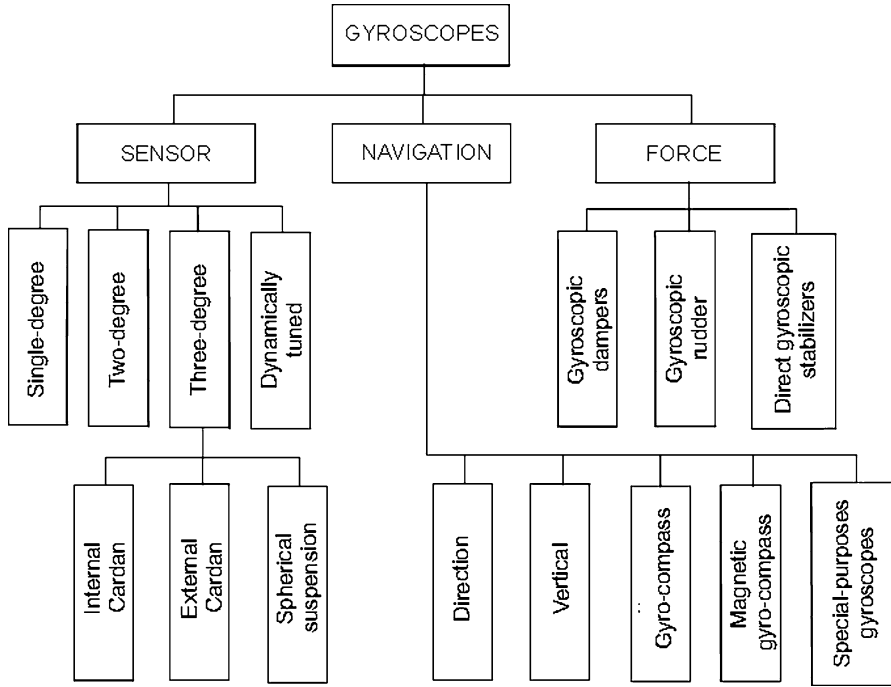 GYROSCOPES
SENSOR
NAVIGATION
FORCE
Single-degree
Two-degree
Three-degree
Dynamically
tuned
Gyroscopic
dampers
Gyroscopic
rudder
Direct gyroscopic
stabilizers
Internal
Cardan
External
Cardan
Spherical
suspension
Direction
Vertical
Gyro-compass
Magnetic
gyro-compass
Special-purposes
gyroscopes